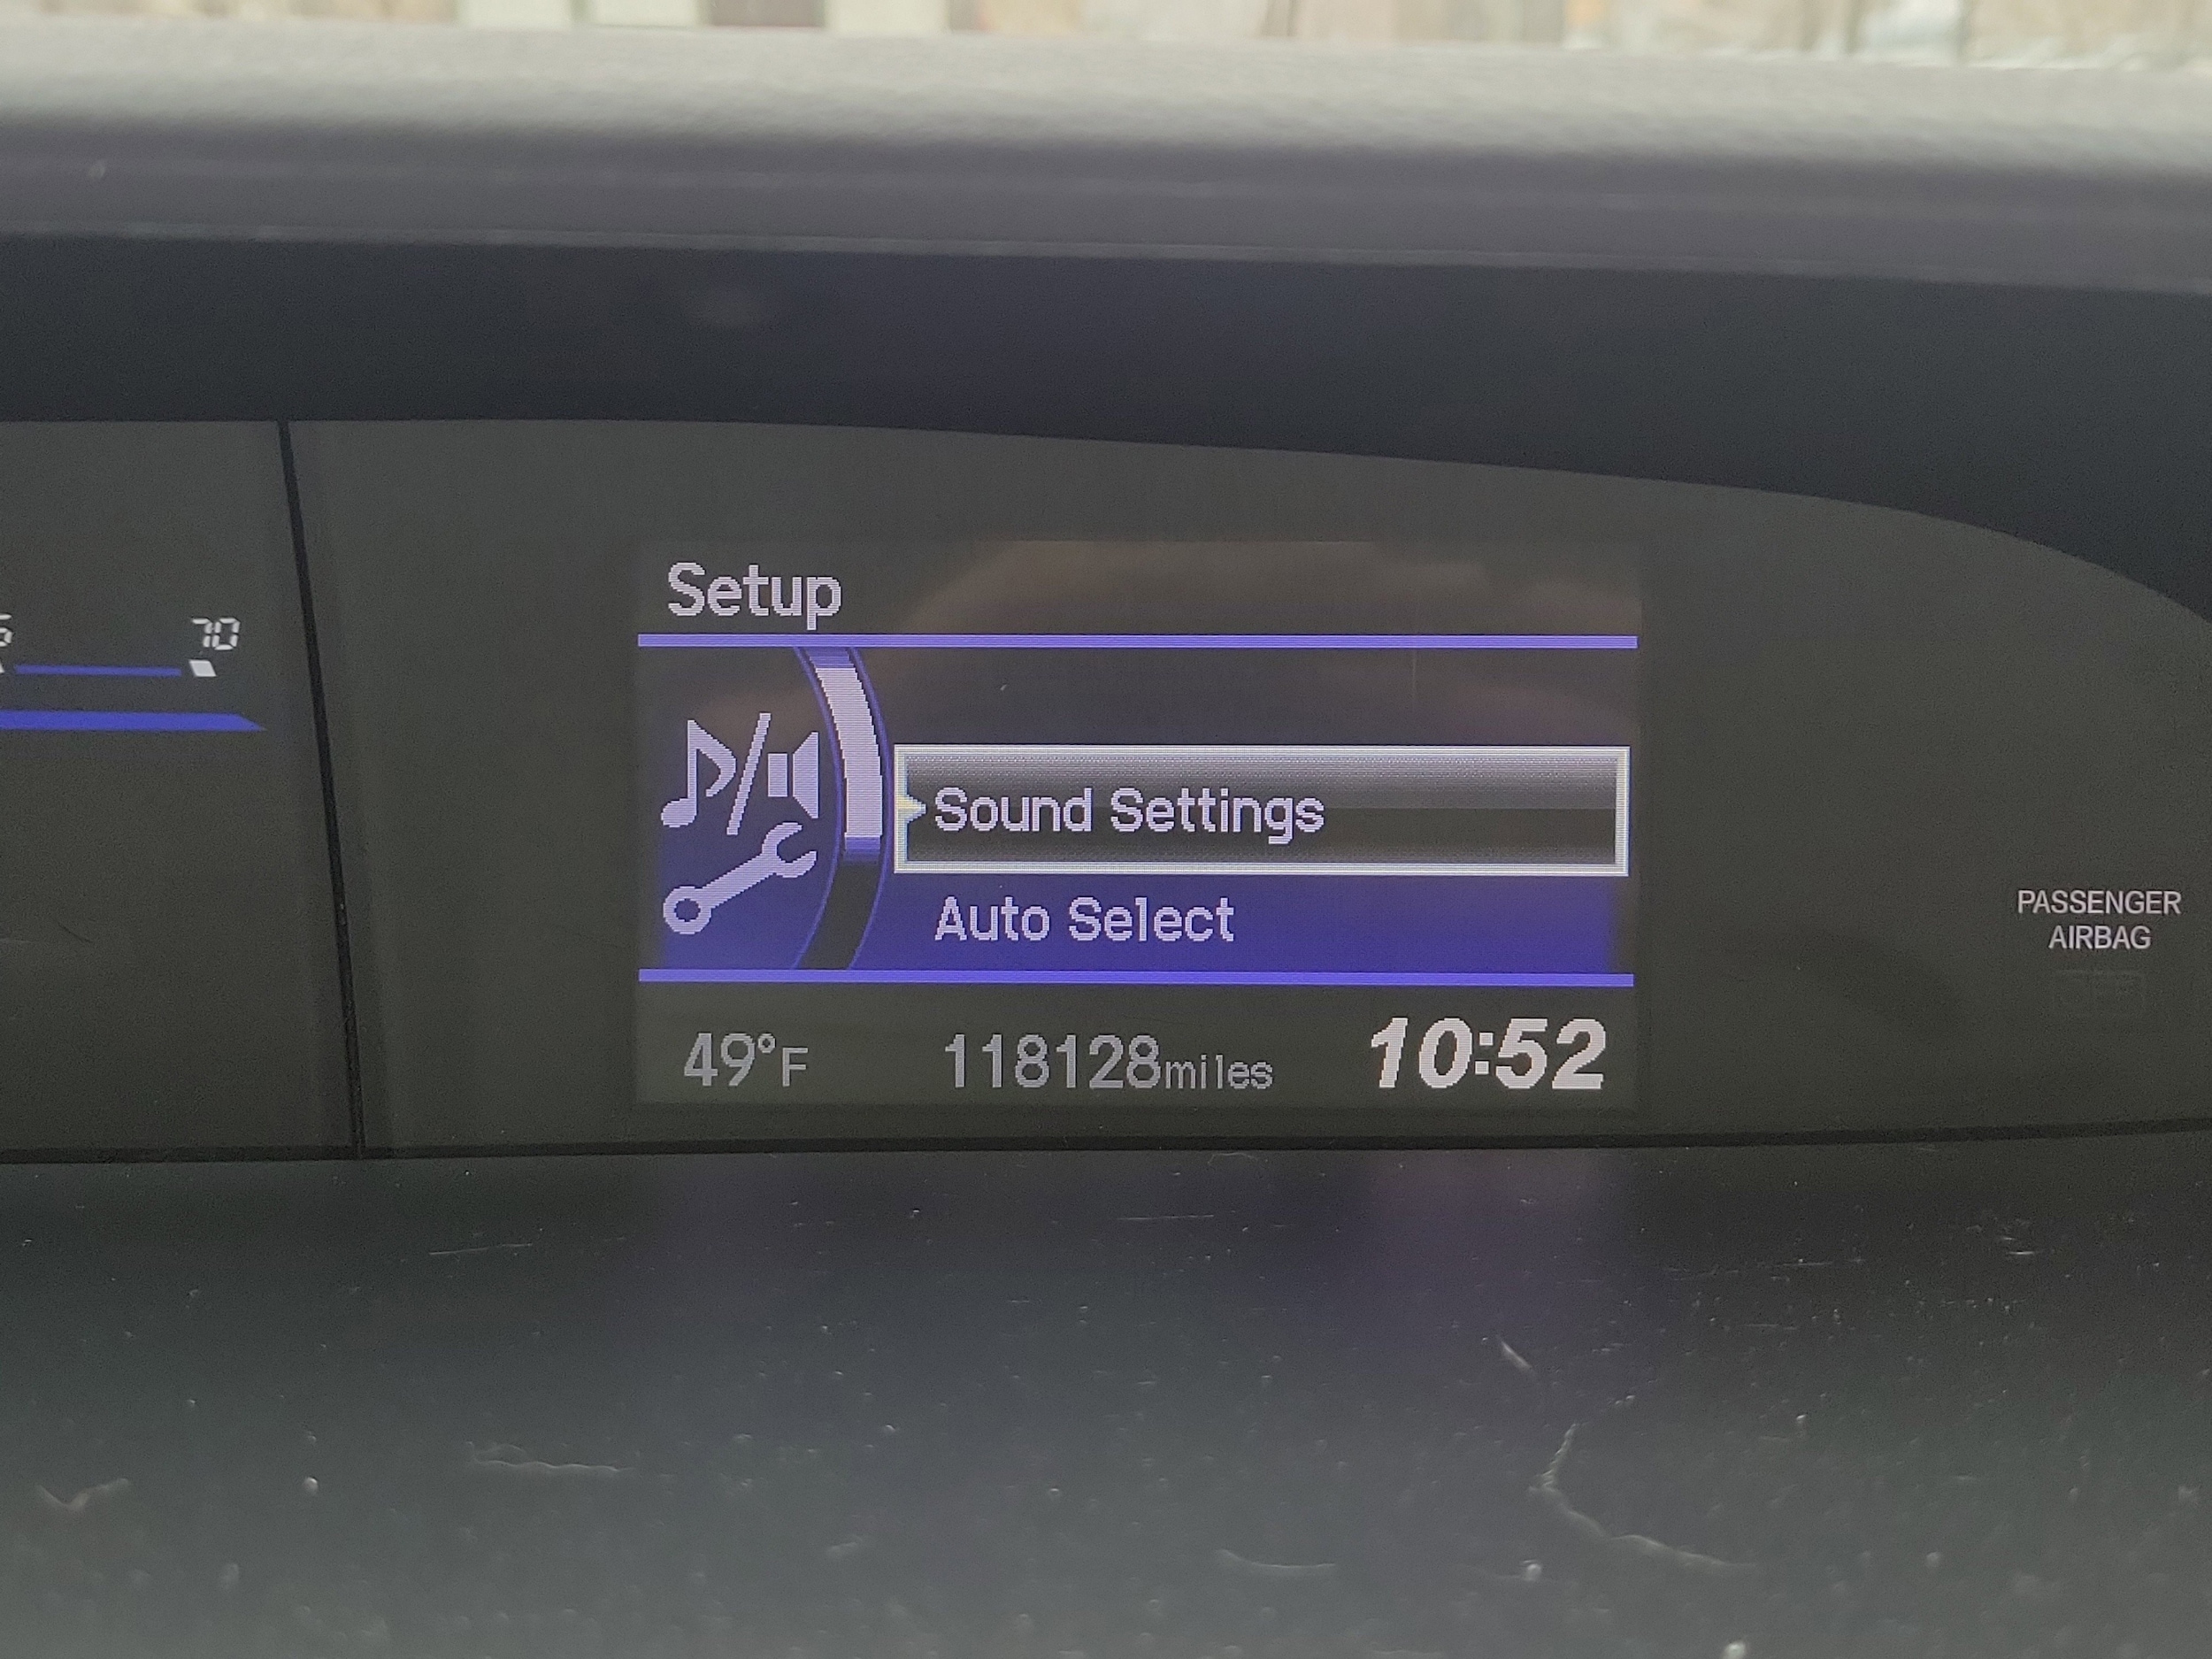 Setup
70
Sound Settings
Auto Select
PASSENGER
AIRBAG
49°F 118128miles 10:52